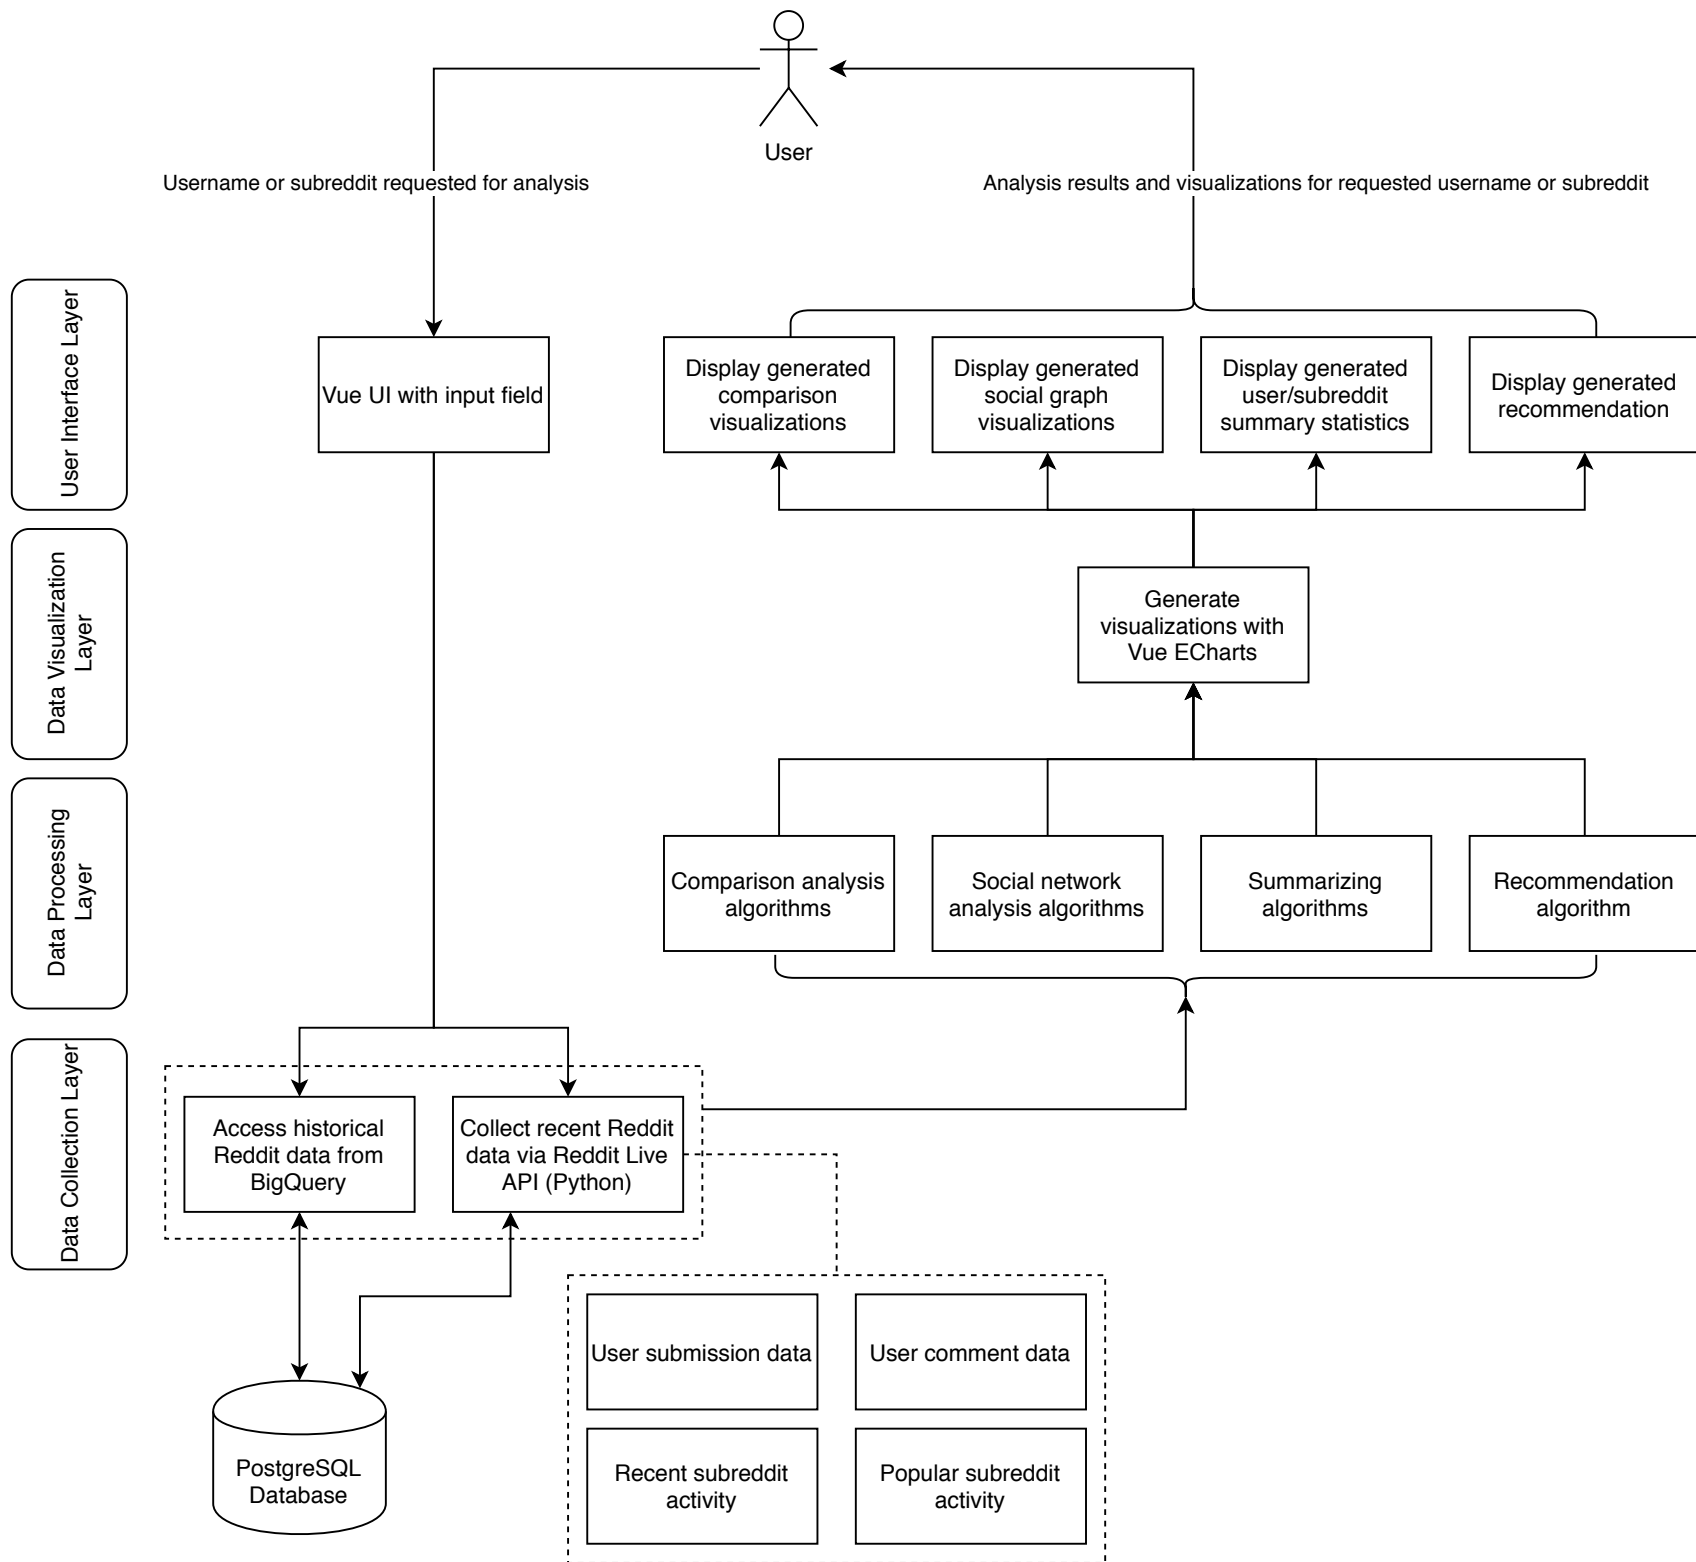 User
Username or subreddit requested for analysis
Analysis results and visualizations for requested username or subreddit
User Interface Layer
Vue UI with input field
Display generated
comparison
visualizations
Display generated
social graph
visualizations
Display generated
user/subreddit
summary statistics
Display generated
recommendation
Data Visualization
Layer
Generate
visualizations with
Vue ECharts
Data Processing
Layer
Comparison analysis
algorithms
Social network
analysis algorithms
Summarizing
algorithms
Recommendation
algorithm
Data Collection Layer
Access historical
Reddit data from
BigQuery
Collect recent Reddit
data via Reddit Live
API (Python)
User submission data
User comment data
PostgreSQL
Database
Recent subreddit
activity
Popular subreddit
activity